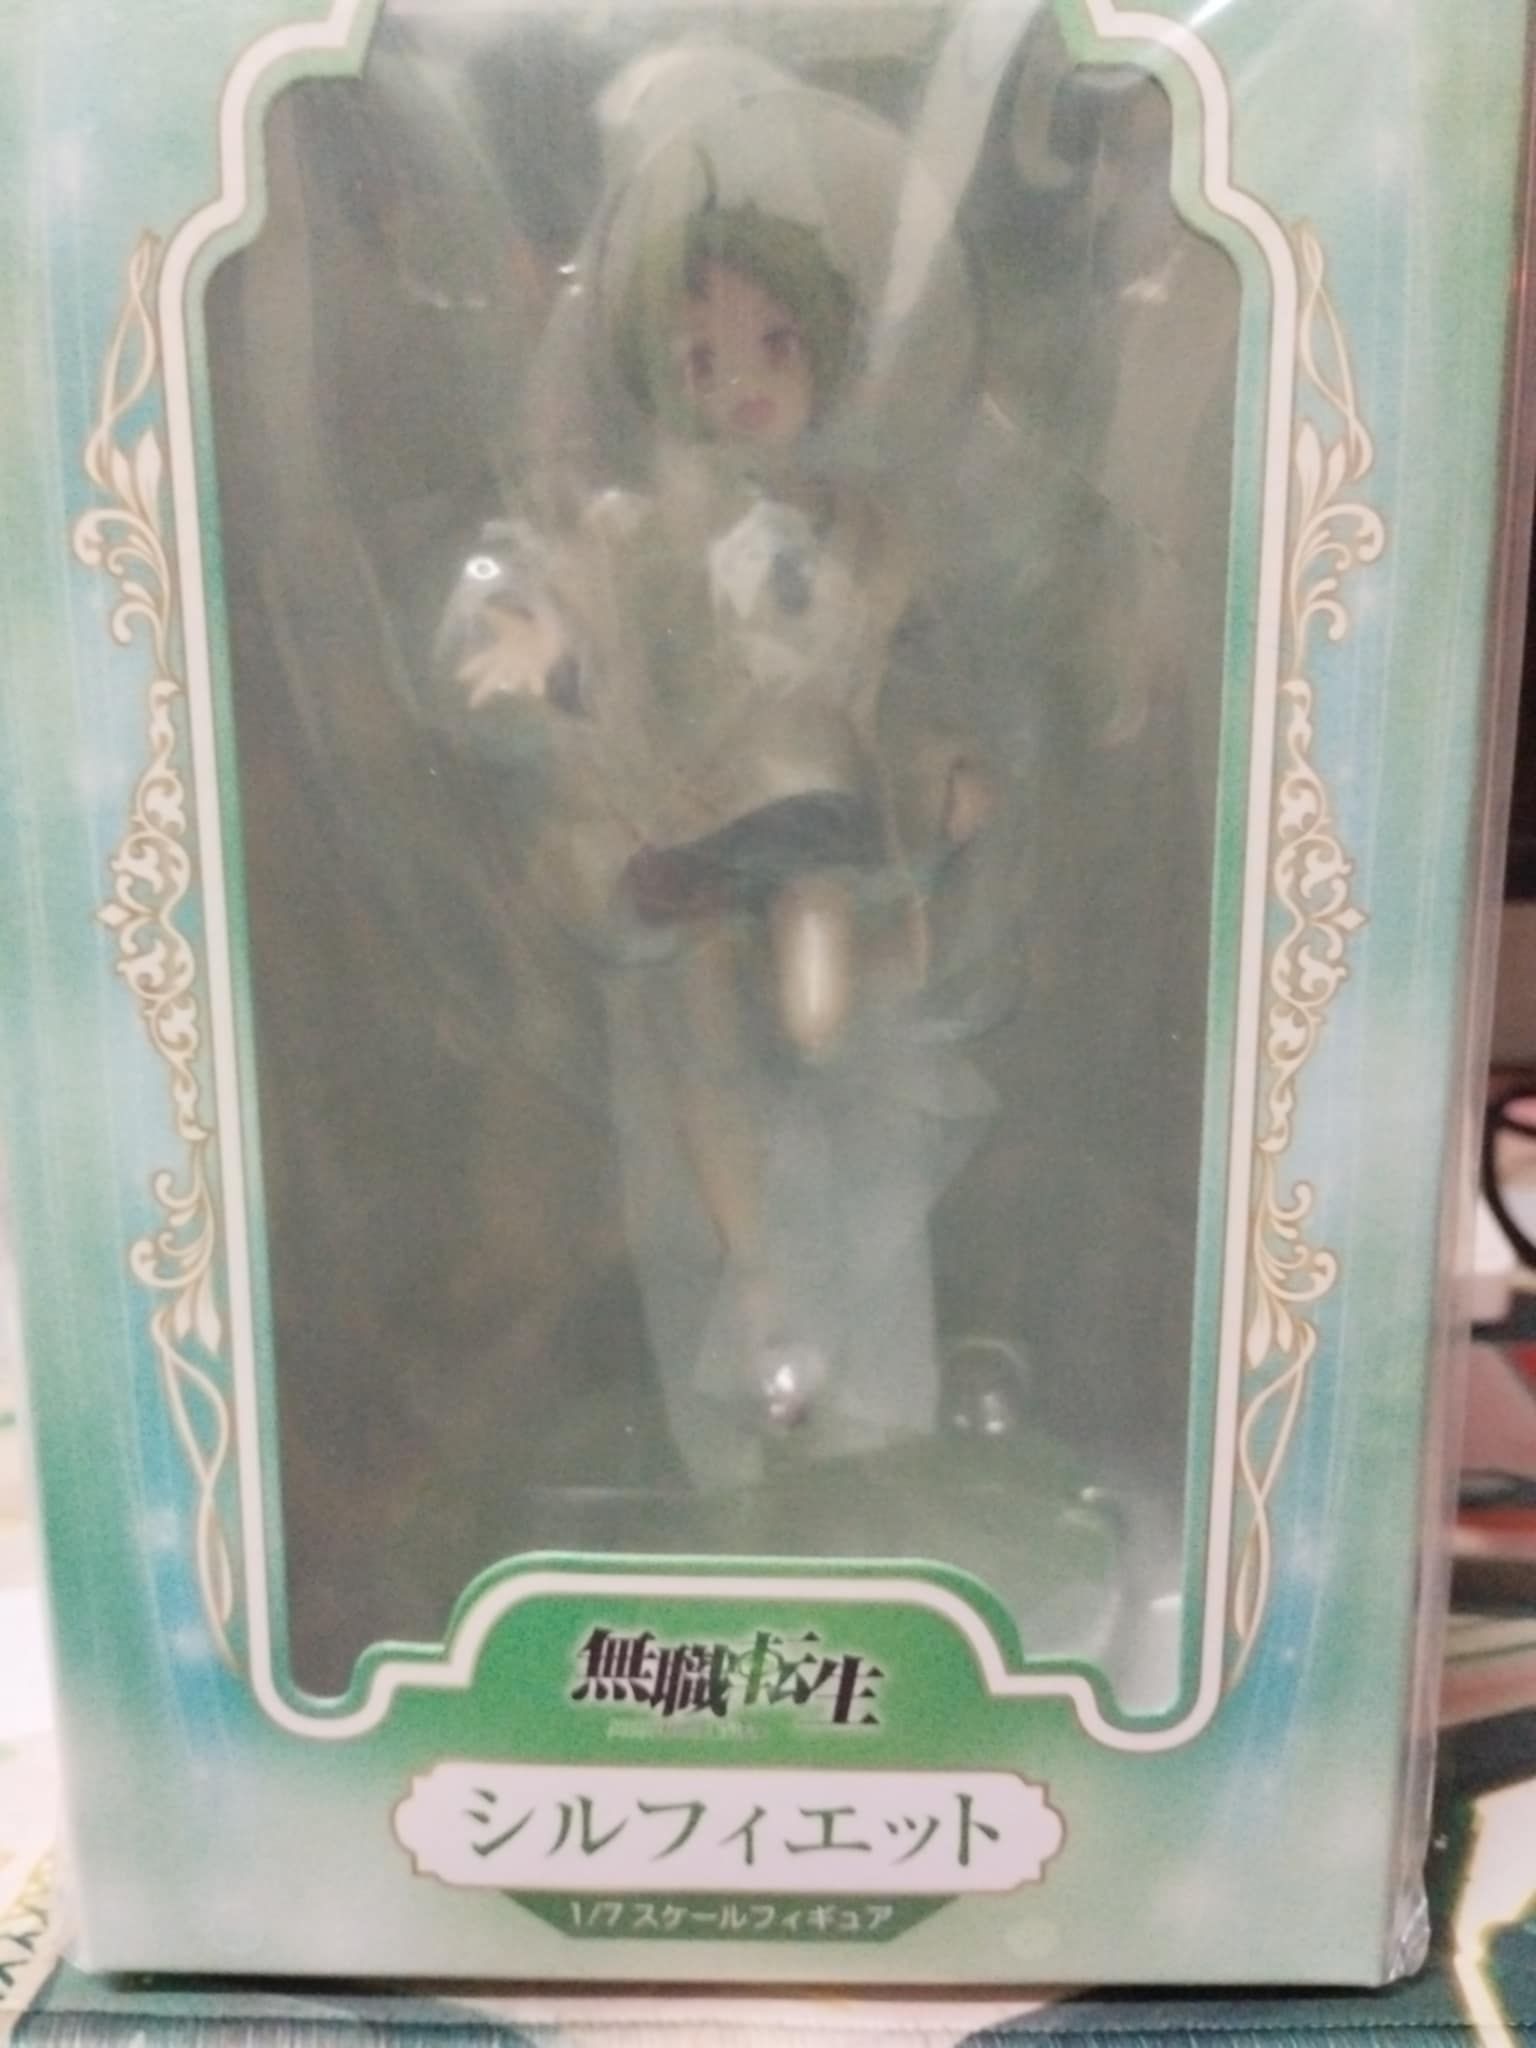 無職転生
シルフィエット
1/7 スケールフィギュア